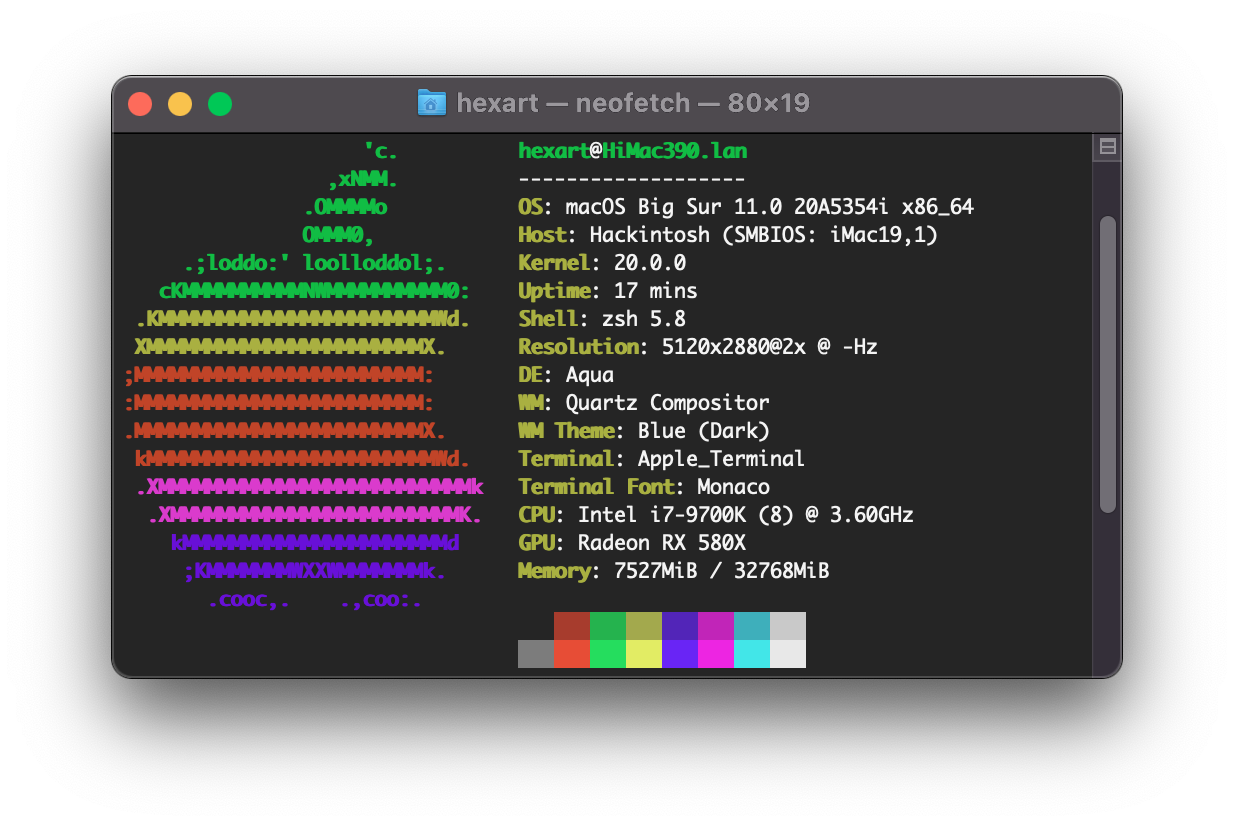 hexart — neofetch — 80×19
'c.
,xNMM.
.OMMMMo
OMMM0,
.;loddo:' loolloddol;.
cKMMMMMMMMMMNWMMMMMMMMMM0:
.KMMMMMMMMMMMMMMMMMMMMMMMWd.
XMMMMMMMMMMMMMMMMMMMMMMMX.
;MMMMMMMMMMMMMMMMMMMMMMMM:
:MMMMMMMMMMMMMMMMMMMMMMMM:
.MMMMMMMMMMMMMMMMMMMMMMMMX.
kMMMMMMMMMMMMMMMMMMMMMMMMWd.
.XMMMMMMMMMMMMMMMMMMMMMMMMMMk
.XMMMMMMMMMMMMMMMMMMMMMMMMK.
kMMMMMMMMMMMMMMMMMMMMMMd
;KMMMMMMMWXXWMMMMMMMk.
.cooc,.    .,coo:.
hexart@HiMac390.lan
-------------------
OS: macOS Big Sur 11.0 20A5354i x86_64
Host: Hackintosh (SMBIOS: iMac19,1)
Kernel: 20.0.0
Uptime: 17 mins
Shell: zsh 5.8
Resolution: 5120x2880@2x @ -Hz
DE: Aqua
WM: Quartz Compositor
WM Theme: Blue (Dark)
Terminal: Apple_Terminal
Terminal Font: Monaco
CPU: Intel i7-9700K (8) @ 3.60GHz
GPU: Radeon RX 580X
Memory: 7527MiB / 32768MiB